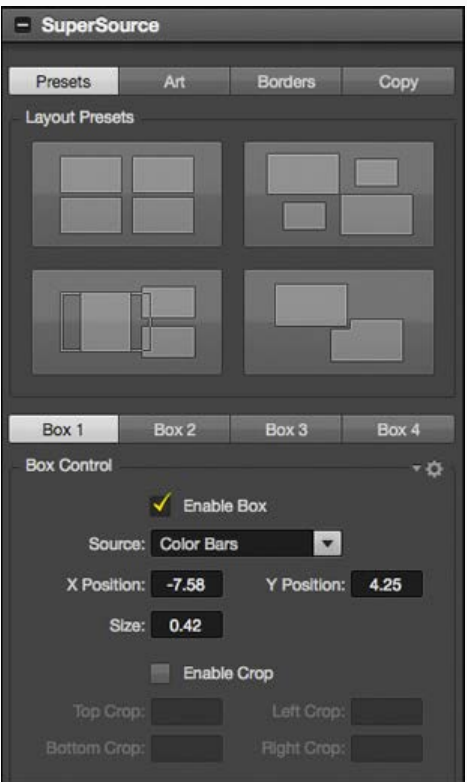 SuperSource
Presets Art Borders Copy
Layout Presets
Box 1 Box 2 Box 3 Box 4
Box Control
Enable Box
Source: Color Bars
X Position: -7.58 Y Position: 4.25
Size: 0.42
Enable Crop
Top Crop: Left Crop:
Bottom Crop: Right Crop: